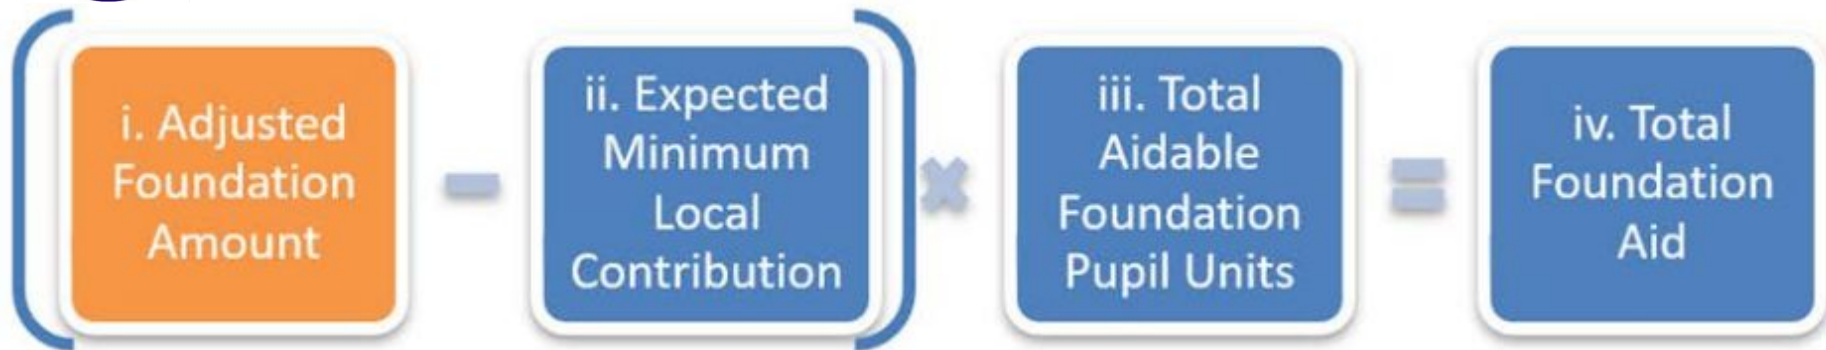 i. Adjusted
Foundation
Amount
ii. Expected
Minimum
Local
Contribution
iii. Total
Aidable
Foundation
Pupil Units
iv. Total
Foundation
Aid